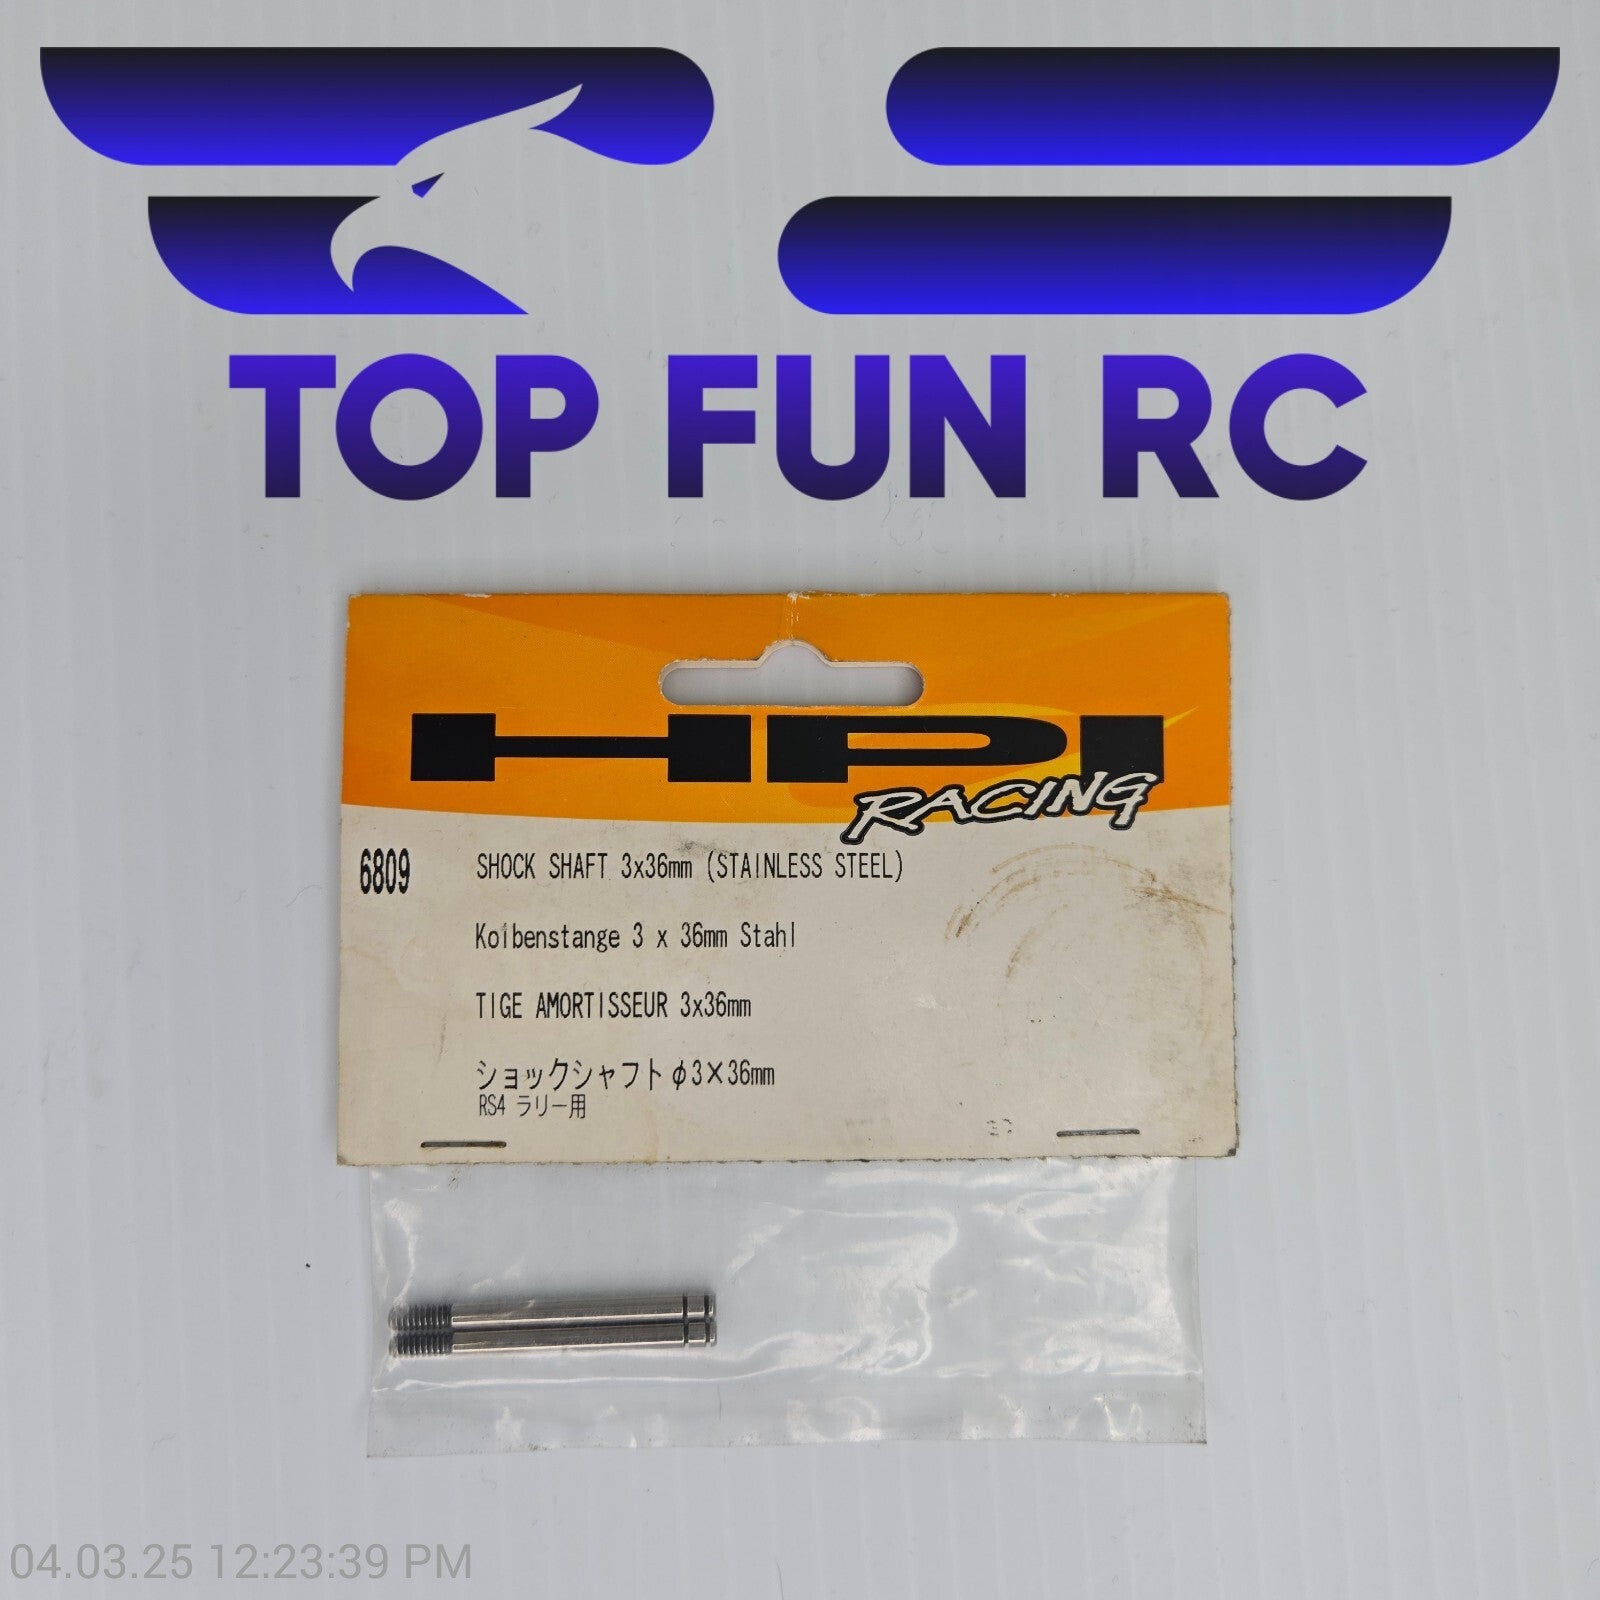 TOP FUN RC
HPI
RACING
6809
SHOCK SHAFT 3x36mm (STAINLESS STEEL)
Kolbenstange 3 x 36mm Stahl
TIGE AMORTISSEUR 3x36mm
ショックシャフトφ3×36mm
RS4 ラリー用
04.03.25 12:23:39 PM